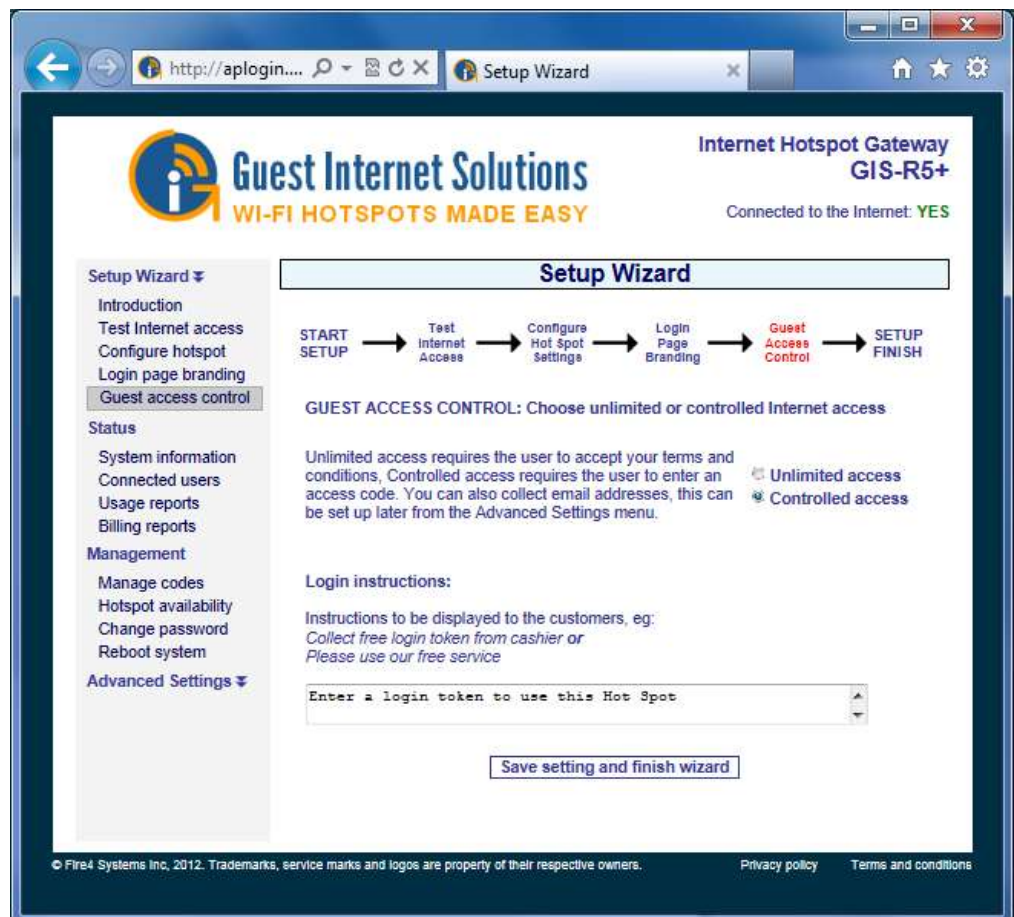 http://aplogin....
Setup Wizard
Guest Internet Solutions
WI-FI HOTSPOTS MADE EASY
Internet Hotspot Gateway
GIS-R5+
Connected to the Internet: YES
Setup Wizard
Introduction
Test Internet access
Configure hotspot
Login page branding
Guest access control
Status
System information
Connected users
Usage reports
Billing reports
Management
Manage codes
Hotspot availability
Change password
Reboot system
Advanced Settings
Setup Wizard
START
SETUP
Test
Internet
Access
Configure
Hot Spot
Settings
Login
Page
Branding
Guest
Access
Control
SETUP
FINISH
GUEST ACCESS CONTROL: Choose unlimited or controlled Internet access
Unlimited access requires the user to accept your terms and
conditions, Controlled access requires the user to enter an
access code. You can also collect email addresses, this can
be set up later from the Advanced Settings menu.
Unlimited access
Controlled access
Login instructions:
Instructions to be displayed to the customers, eg:
Collect free login token from cashier or
Please use our free service
Enter a login token to use this Hot Spot
Save setting and finish wizard
© Fire4 Systems Inc, 2012. Trademarks, service marks and logos are property of their respective owners.
Privacy policy
Terms and conditions